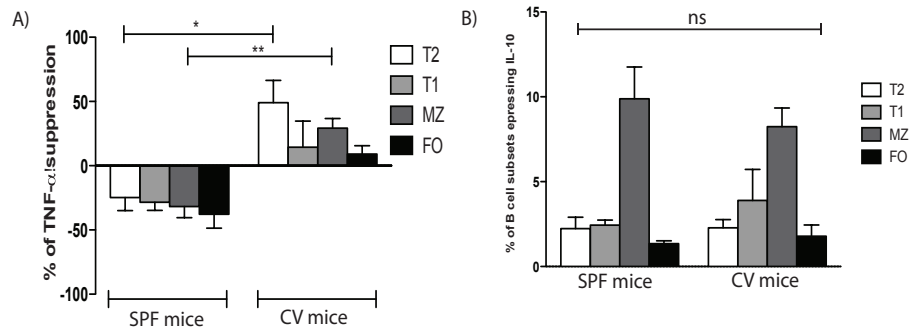 A)
% of TNF-α!suppression
100
50
0
-50
-100
*
**
T2
T1
MZ
FO
SPF mice
CV mice
B)
% of B cell subsets epressing IL-10
15
10
5
0
ns
T2
T1
MZ
FO
SPF mice
CV mice